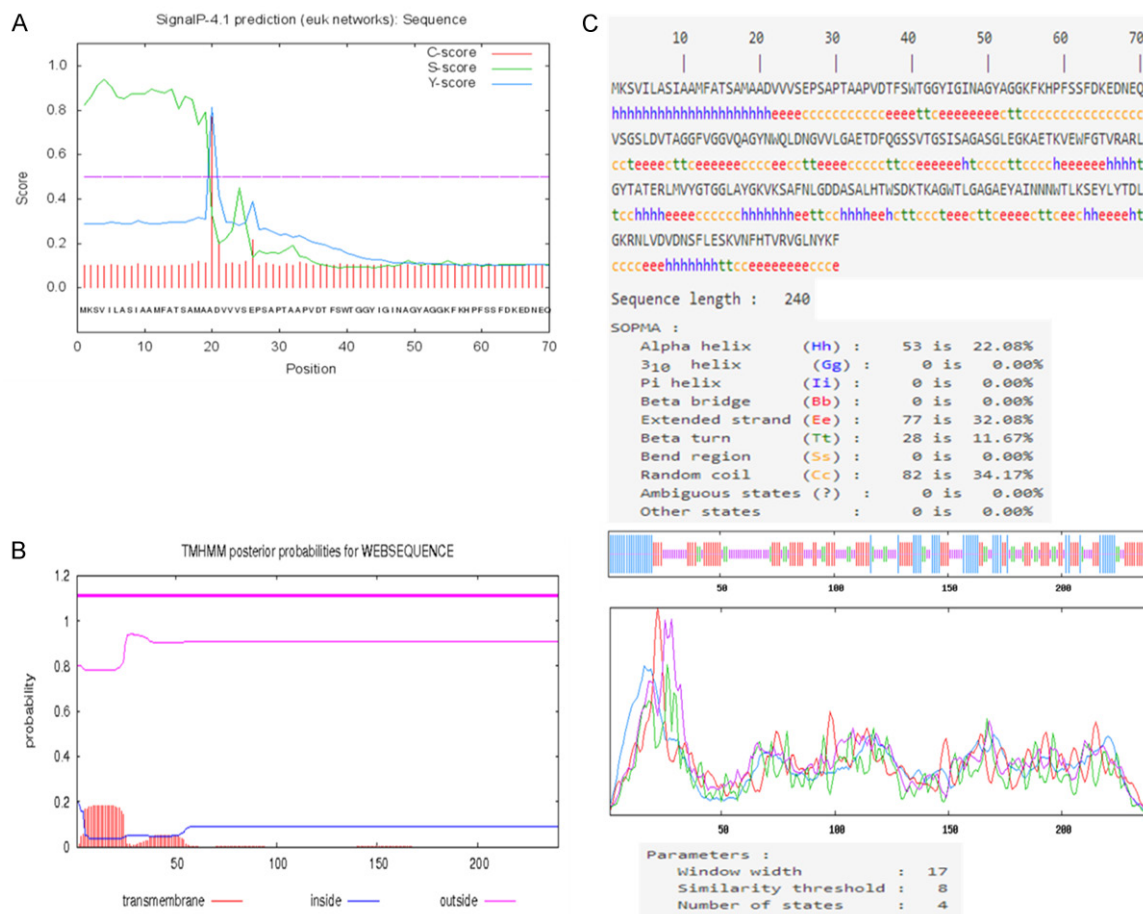 A
SignalP-4.1 prediction (euk networks): Sequence
C-score
S-score
Y-score
1.0
0.8
0.6
0.4
0.2
0.0
Score
MKSVILASIAAMFATSAMAADVVVSEPSAPTAAPVDTFSWTGGYIGINAGYAGGKFKHPFSSFDKEDNEQ
0 10 20 30 40 50 60 70
Position
B
TMHMM posterior probabilities for WEBSEQUENCE
1.2
1
0.8
0.6
0.4
0.2
0
probability
50 100 150 200
transmembrane inside outside
C
10 20 30 40 50 60 70
| | | | | | |
MKSVILASIAAMFATSAMAADVVVSEPSAPTAAPVDTFSWTGGYIGINAGYAGGKFKHPFSSFDKEDNEQ
hhhhhhhhhhhhhhhhhhhhheeeecccccccccccceeeettceeeeeeeecttcccccccccccccccc
VSGSLDVTAGGFVGGVQAGYNWQLDNGVVLGAETDFQGSSVTGSISAGASGLEGKAETKVEWFGTVRARL
ccteeeecttceeeeeeccccceeccctteeeecccccttccceeeeeehtccccttcccccheeeeeehhhht
GYTATERLMVYGTGGLAYGKVKSAFNLGDDASALHTWSDKTKAGWTLGAGAEYAINNNWTLKSEYLYTDL
tcchhhheeeecccccchhhhhhheettcchhhheehcttccctteeecttceeeecttceechheeeeht
GKRNLVDVDNSFLESKVNFHTVRVGLNYKF
cccceeehhhhhhhttcceeeeeeeeccce
Sequence length : 240
SOPMA :
Alpha helix (Hh) : 53 is 22.08%
3₁₀ helix (Gg) : 0 is 0.00%
Pi helix (Ii) : 0 is 0.00%
Beta bridge (Bb) : 0 is 0.00%
Extended strand (Ee) : 77 is 32.08%
Beta turn (Tt) : 28 is 11.67%
Bend region (Ss) : 0 is 0.00%
Random coil (Cc) : 82 is 34.17%
Ambiguous states (?) : 0 is 0.00%
Other states : 0 is 0.00%
50 100 150 200
50 100 150 200
Parameters :
Window width : 17
Similarity threshold : 8
Number of states : 4